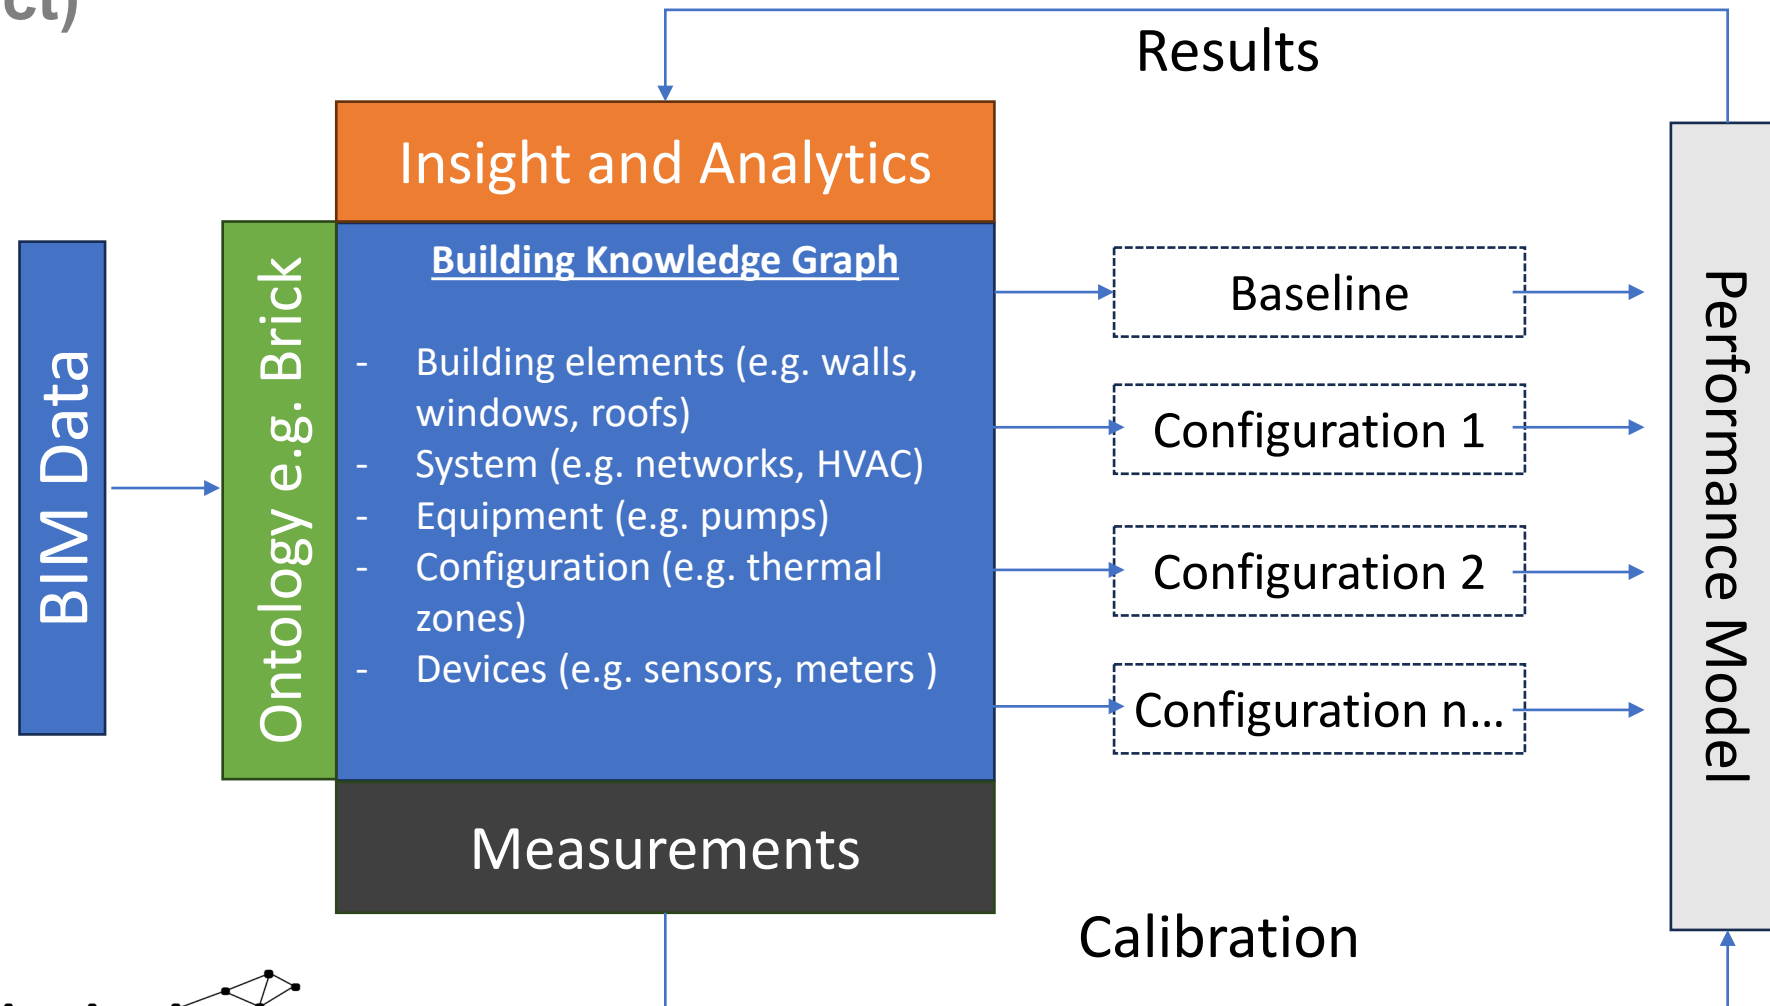 ct)
Results
Insight and Analytics
BIM Data
Ontology e.g. Brick
Building Knowledge Graph
- Building elements (e.g. walls,
windows, roofs)
- System (e.g. networks, HVAC)
- Equipment (e.g. pumps)
- Configuration (e.g. thermal
zones)
- Devices (e.g. sensors, meters )
Baseline
Configuration 1
Configuration 2
Configuration n...
Performance Model
Measurements
Calibration